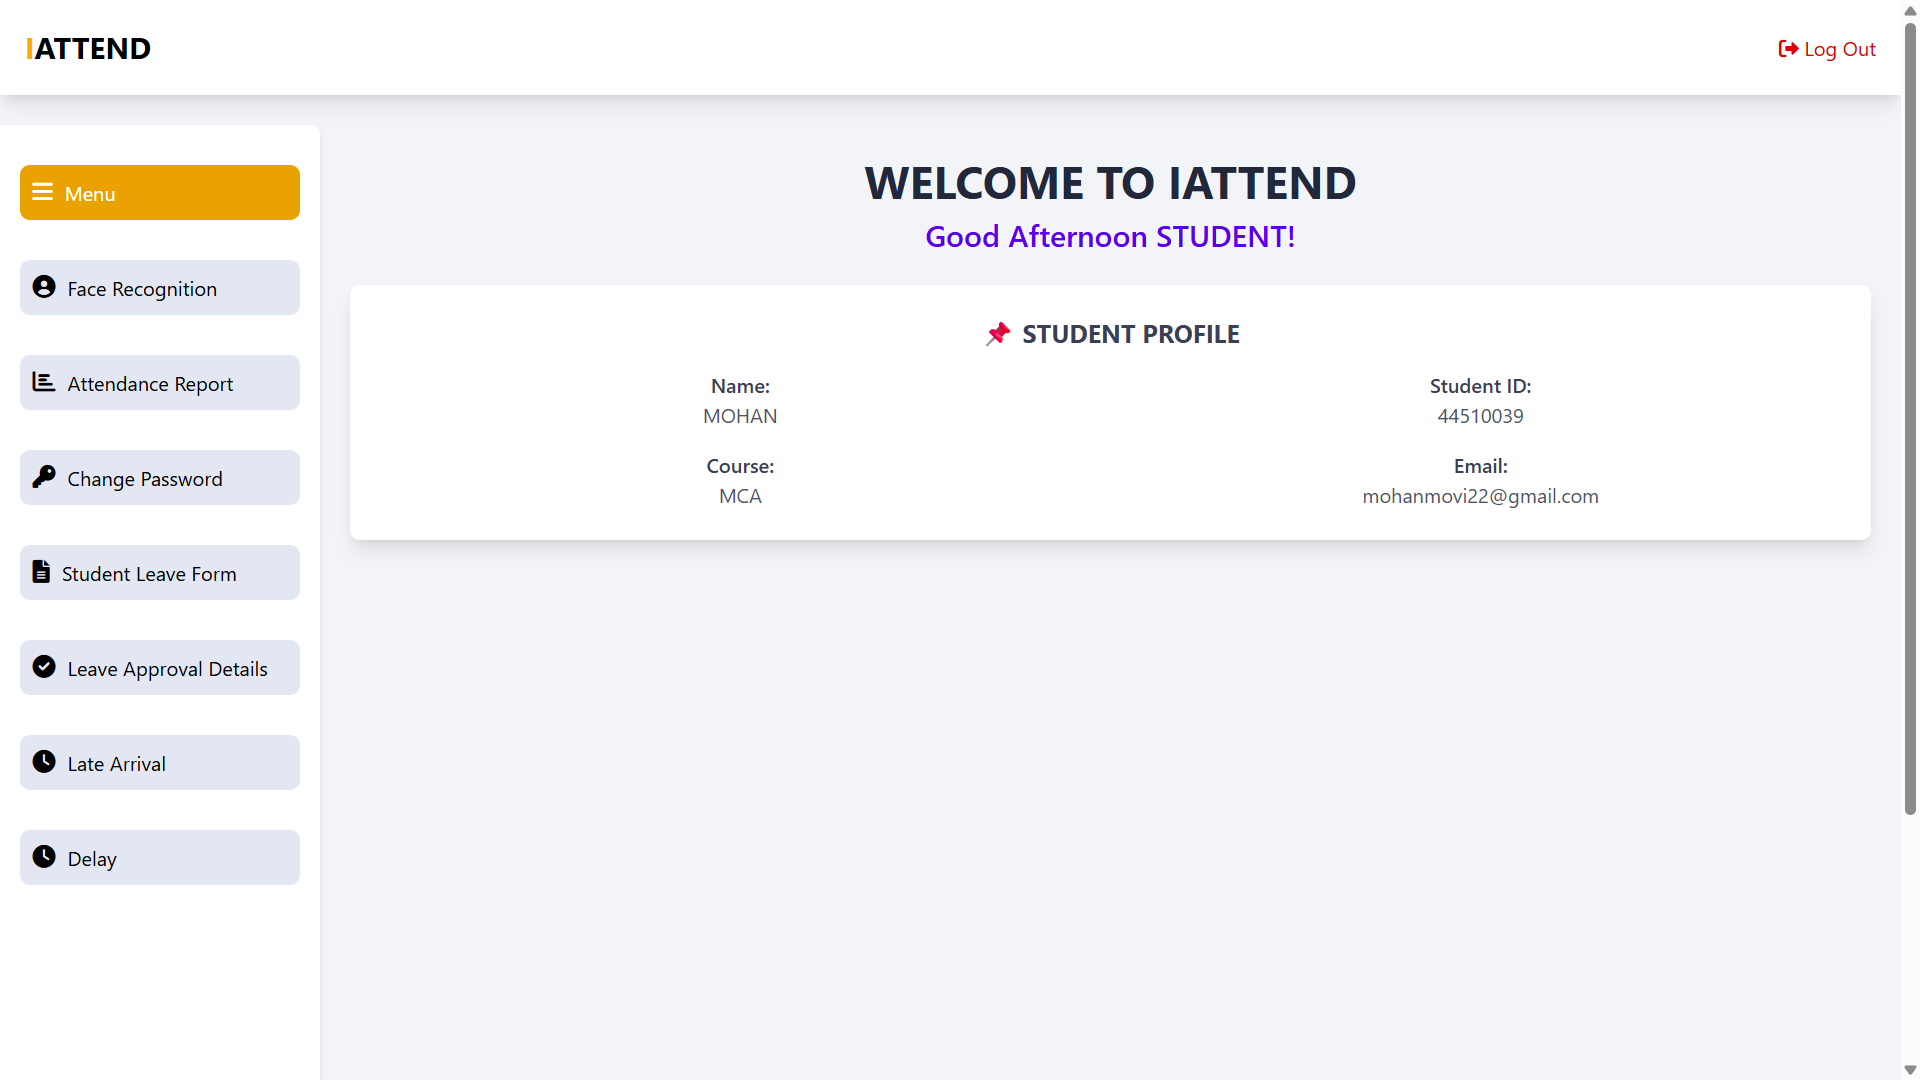 IATTEND
Log Out
Menu
Face Recognition
Attendance Report
Change Password
Student Leave Form
Leave Approval Details
Late Arrival
Delay
WELCOME TO IATTEND
Good Afternoon STUDENT!
STUDENT PROFILE
Name:
MOHAN
Student ID:
44510039
Course:
MCA
Email:
mohanmovi22@gmail.com